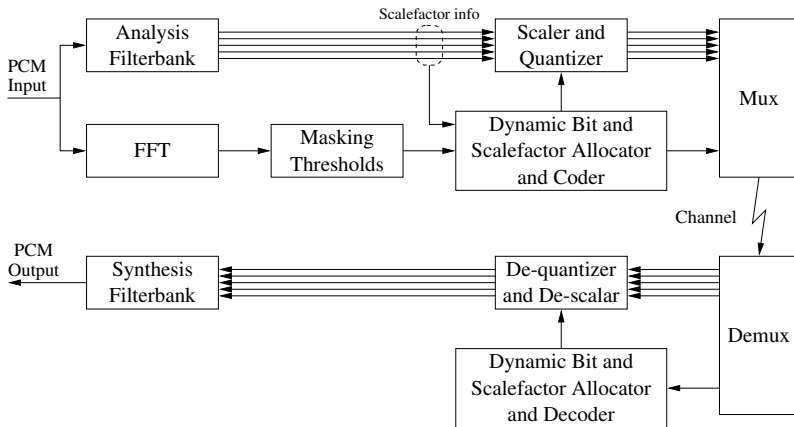 Scalefactor info
Analysis
Filterbank
Scaler and
Quantizer
PCM
Input
Mux
FFT
Masking
Thresholds
Dynamic Bit and
Scalefactor Allocator
and Coder
Channel
PCM
Output
Synthesis
Filterbank
De-quantizer
and De-scalar
Demux
Dynamic Bit and
Scalefactor Allocator
and Decoder